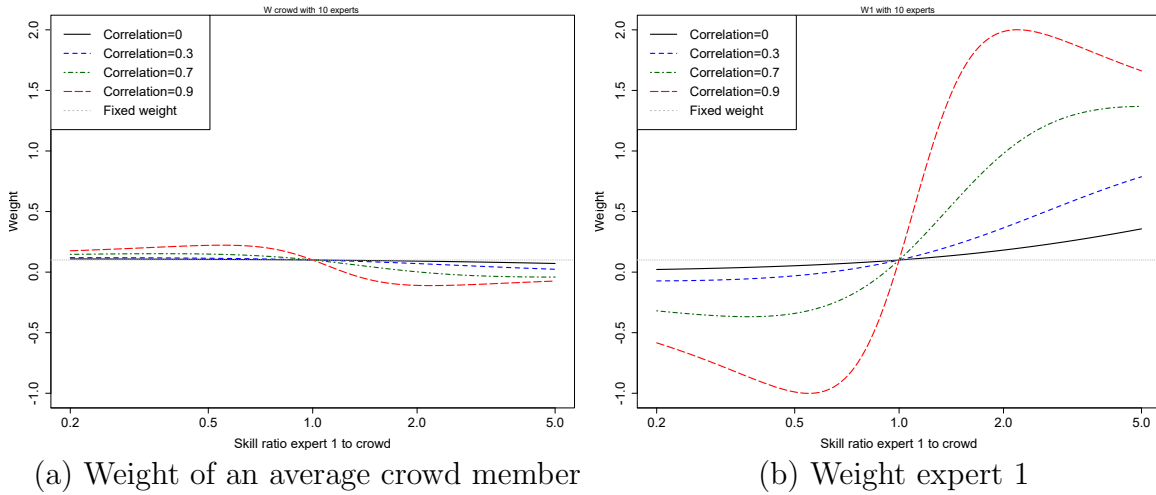 W crowd with 10 experts
Correlation=0
Correlation=0.3
Correlation=0.7
Correlation=0.9
Fixed weight
Weight
2.0
1.5
1.0
0.5
0.0
-0.5
-1.0
0.2 0.5 1.0 2.0 5.0
Skill ratio expert 1 to crowd
(a) Weight of an average crowd member
W1 with 10 experts
Correlation=0
Correlation=0.3
Correlation=0.7
Correlation=0.9
Fixed weight
Weight
2.0
1.5
1.0
0.5
0.0
-0.5
-1.0
0.2 0.5 1.0 2.0 5.0
Skill ratio expert 1 to crowd
(b) Weight expert 1